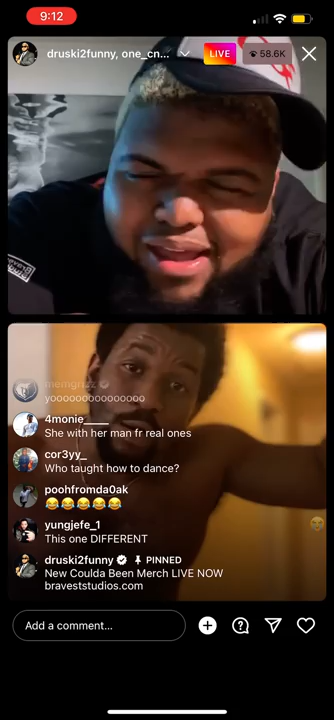 9:12
druski2funny, one_cn...
LIVE
58.6K
memgrizz
yooooooooooooooo
4monie____
She with her man fr real ones
cor3yy_
Who taught how to dance?
poohfromda0ak
😂😂😂😂😂
yungjefe_1
This one DIFFERENT
druski2funny PINNED
New Coulda Been Merch LIVE NOW
braveststudios.com
Add a comment...